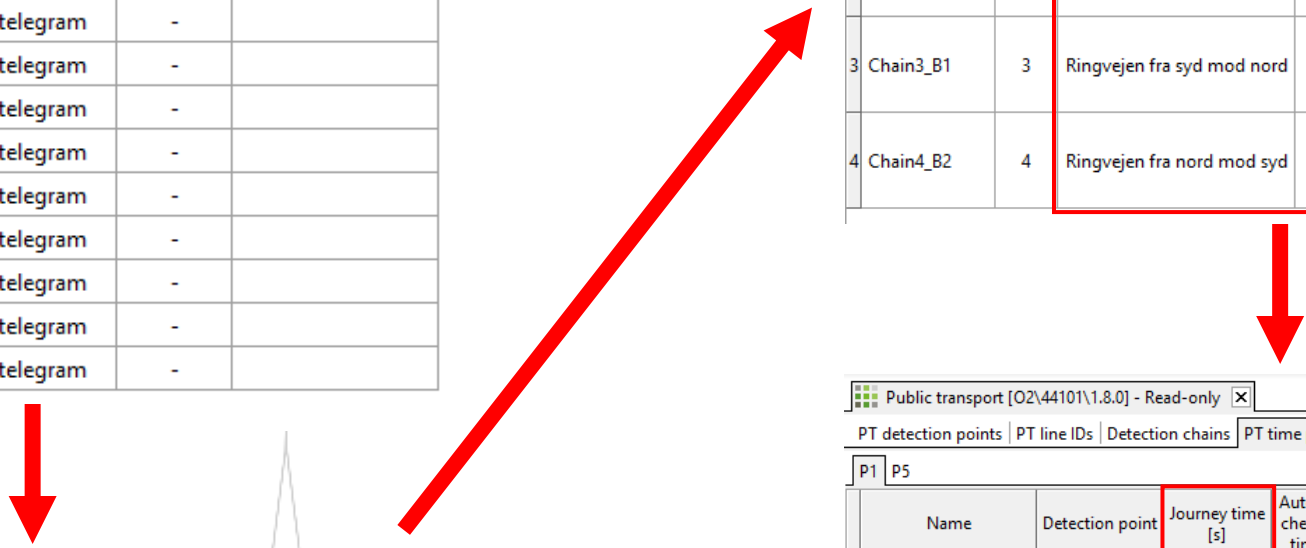 telegram -
telegram -
telegram -
telegram -
telegram -
telegram -
telegram -
telegram -
telegram -
3 Chain3_B1 3 Ringvejen fra syd mod nord
4 Chain4_B2 4 Ringvejen fra nord mod syd
Public transport [O2\44101\1.8.0] - Read-only
PT detection points PT line IDs Detection chains PT time
P1 P5
Name Detection point Journey time
[s]